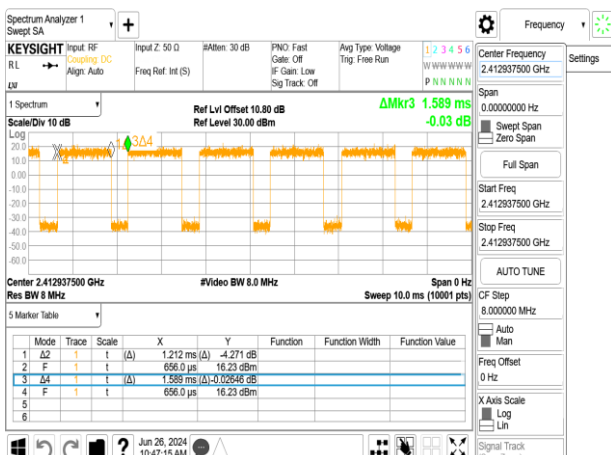 Spectrum Analyzer 1
Swept SA
+
Frequency
KEYSIGHT Input: RF Input Z: 50 Ω #Atten: 30 dB PNO: Fast Avg Type: Voltage 1 2 3 4 5 6
RL Coupling: DC Gate: Off Trig: Free Run W W W W W W
Align: Auto Freq Ref: Int (S) IF Gain: Low
LXI Sig Track: Off P N N N N N
1 Spectrum Ref Lvl Offset 10.80 dB ΔMkr3 1.589 ms
Scale/Div 10 dB Ref Level 30.00 dBm -0.03 dB
Log
20.0
10.0
0.00
-10.0
-20.0
-30.0
-40.0
-50.0
-60.0
3Δ4
Center 2.412937500 GHz #Video BW 8.0 MHz Span 0 Hz
Res BW 8 MHz Sweep 10.0 ms (10001 pts)
5 Marker Table
Mode Trace Scale X Y Function Function Width Function Value
1 Δ2 1 t (Δ) 1.212 ms (Δ) -4.271 dB
2 F 1 t 656.0 µs 16.23 dBm
3 Δ4 1 t (Δ) 1.589 ms (Δ) -0.02646 dB
4 F 1 t 656.0 µs 16.23 dBm
5
6
? Jun 26, 2024
10:47:15 AM
Center Frequency
2.412937500 GHz
Settings
Span
0.00000000 Hz
Swept Span
Zero Span
Full Span
Start Freq
2.412937500 GHz
Stop Freq
2.412937500 GHz
AUTO TUNE
CF Step
8.000000 MHz
Auto
Man
Freq Offset
0 Hz
X Axis Scale
Log
Lin
Signal Track